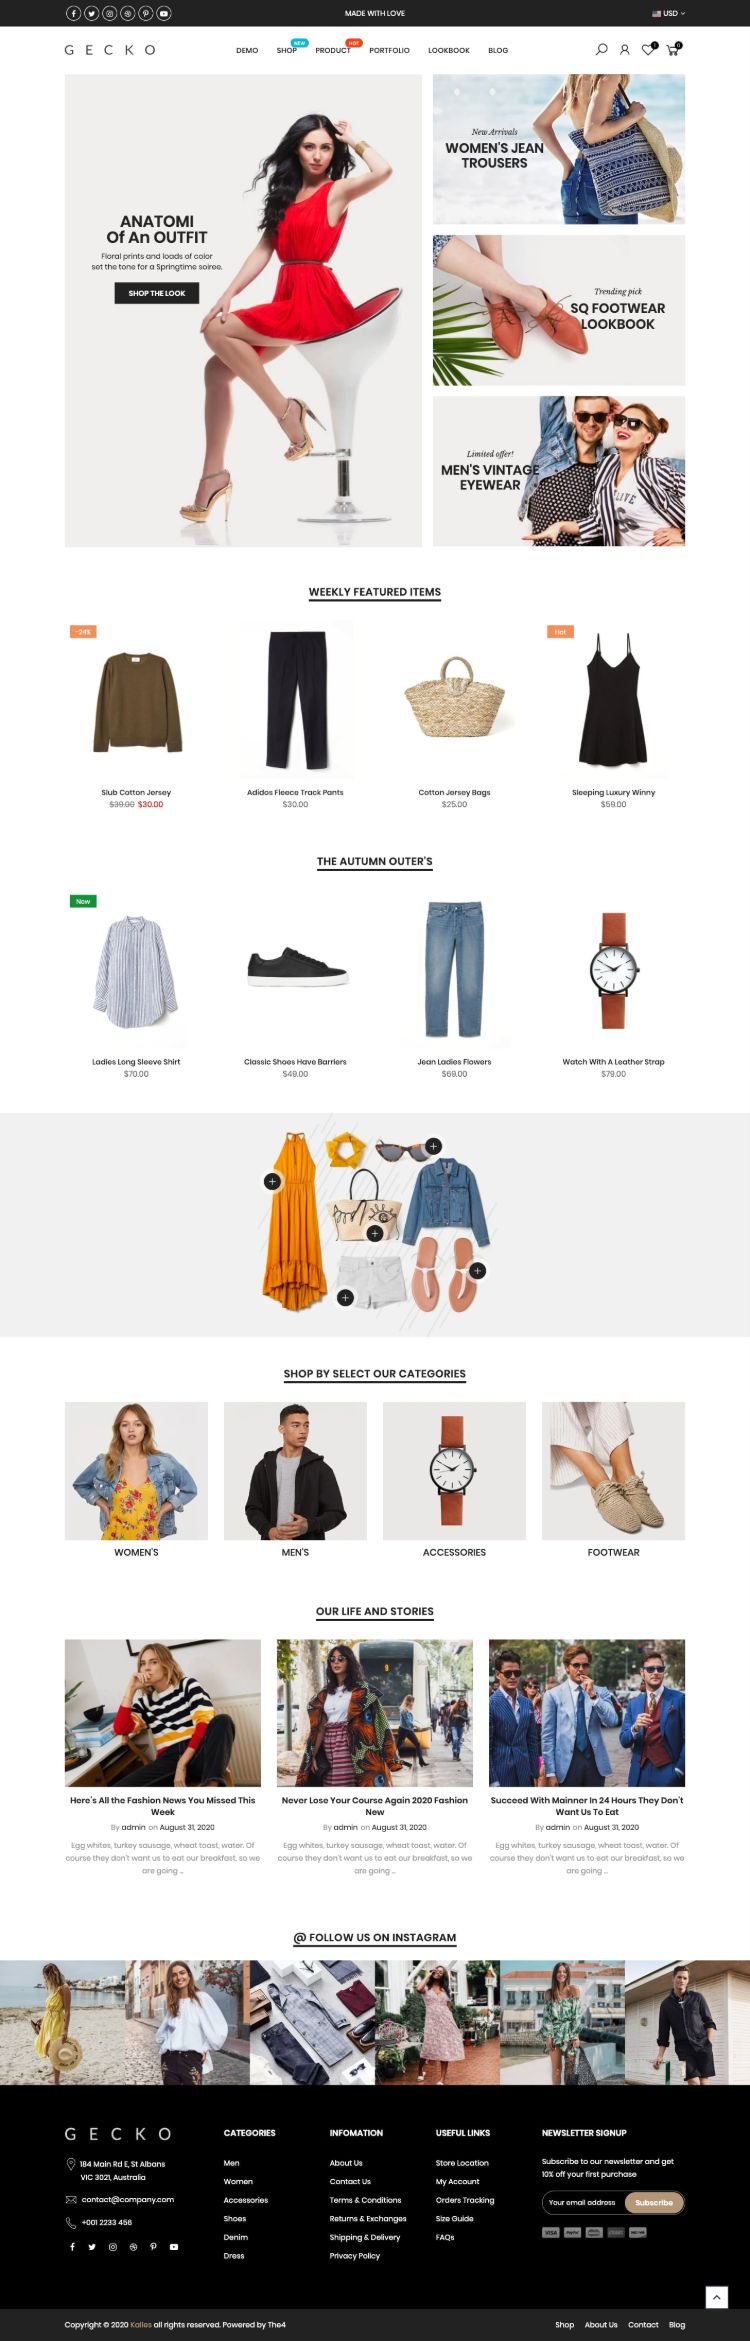 MADE WITH LOVE
USD
GECKO
DEMO
SHOP
NEW
PRODUCT
HOT
PORTFOLIO
LOOKBOOK
BLOG
ANATOMI
Of An OUTFIT
Floral prints and loads of color
set the tone for a Springtime soiree.
SHOP THE LOOK
New Arrivals
WOMEN'S JEAN
TROUSERS
Trending pick
SQ FOOTWEAR
LOOKBOOK
Limited offer!
MEN'S VINTAGE
EYEWEAR
WEEKLY FEATURED ITEMS
-24%
Hot
Slub Cotton Jersey
$39.00 $30.00
Adidas Fleece Track Pants
$30.00
Cotton Jersey Bags
$25.00
Sleeping Luxury Winny
$59.00
THE AUTUMN OUTER'S
New
Ladies Long Sleeve Shirt
$70.00
Classic Shoes Have Barriers
$49.00
Jean Ladies Flowers
$69.00
Watch With A Leather Strap
$79.00
SHOP BY SELECT OUR CATEGORIES
WOMEN'S
MEN'S
ACCESSORIES
FOOTWEAR
OUR LIFE AND STORIES
Here's All the Fashion News You Missed This
Week
By admin on August 31, 2020
Egg whites, turkey sausage, wheat toast, water. Of
course they don't want us to eat our breakfast, so we
are going ...
Never Lose Your Course Again 2020 Fashion
New
By admin on August 31, 2020
Egg whites, turkey sausage, wheat toast, water. Of
course they don't want us to eat our breakfast, so we
are going ...
Succeed With Mainner In 24 Hours They Don't
Want Us To Eat
By admin on August 31, 2020
Egg whites, turkey sausage, wheat toast, water. Of
course they don't want us to eat our breakfast, so we
are going ...
@ FOLLOW US ON INSTAGRAM
GECKO
184 Main Rd E, St Albans
VIC 3021, Australia
contact@company.com
+001 2233 456
CATEGORIES
Men
Women
Accessories
Shoes
Denim
Dress
INFOMATION
About Us
Contact Us
Terms & Conditions
Returns & Exchanges
Shipping & Delivery
Privacy Policy
USEFUL LINKS
Store Location
My Account
Orders Tracking
Size Guide
FAQs
NEWSLETTER SIGNUP
Subscribe to our newsletter and get
10% off your first purchase
Your email address
Subscribe
VISA
PayPal
Copyright © 2020 Kalles all rights reserved. Powered by The4
Shop
About Us
Contact
Blog